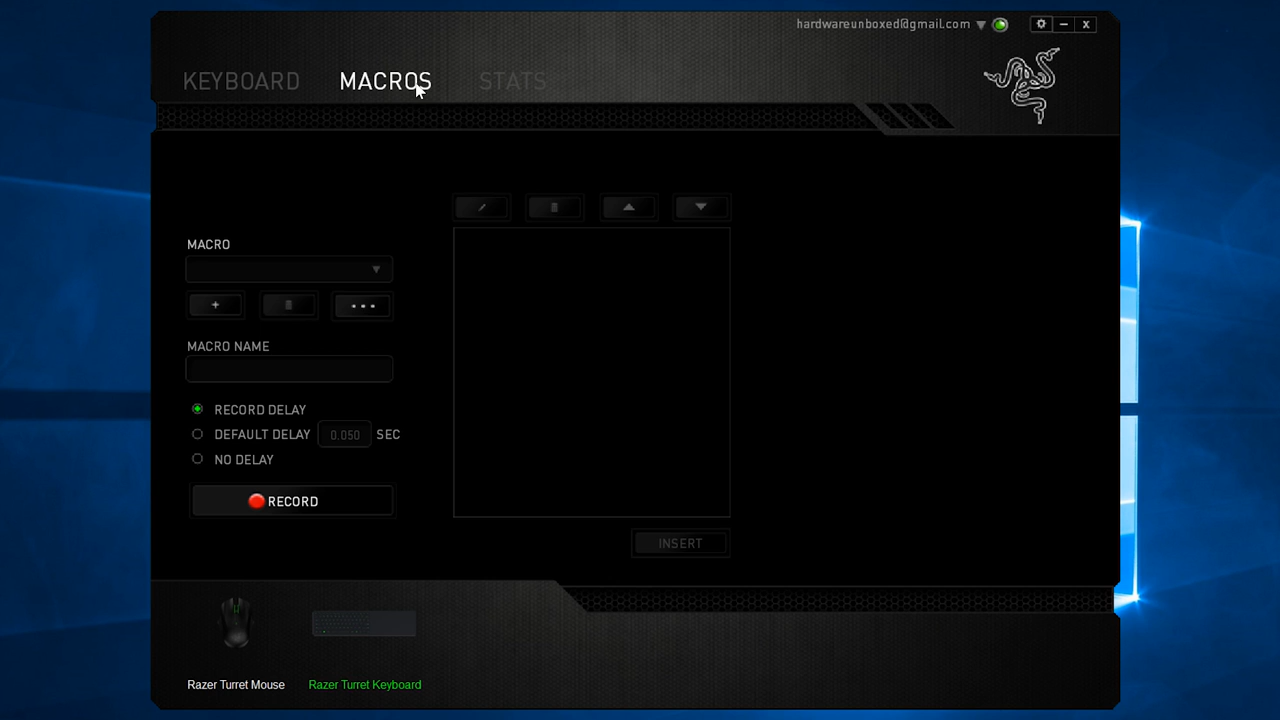 hardwareunboxed@gmail.com
KEYBOARD MACROS STATS
MACRO
MACRO NAME
RECORD DELAY
DEFAULT DELAY 0.050 SEC
NO DELAY
RECORD
INSERT
Razer Turret Mouse Razer Turret Keyboard